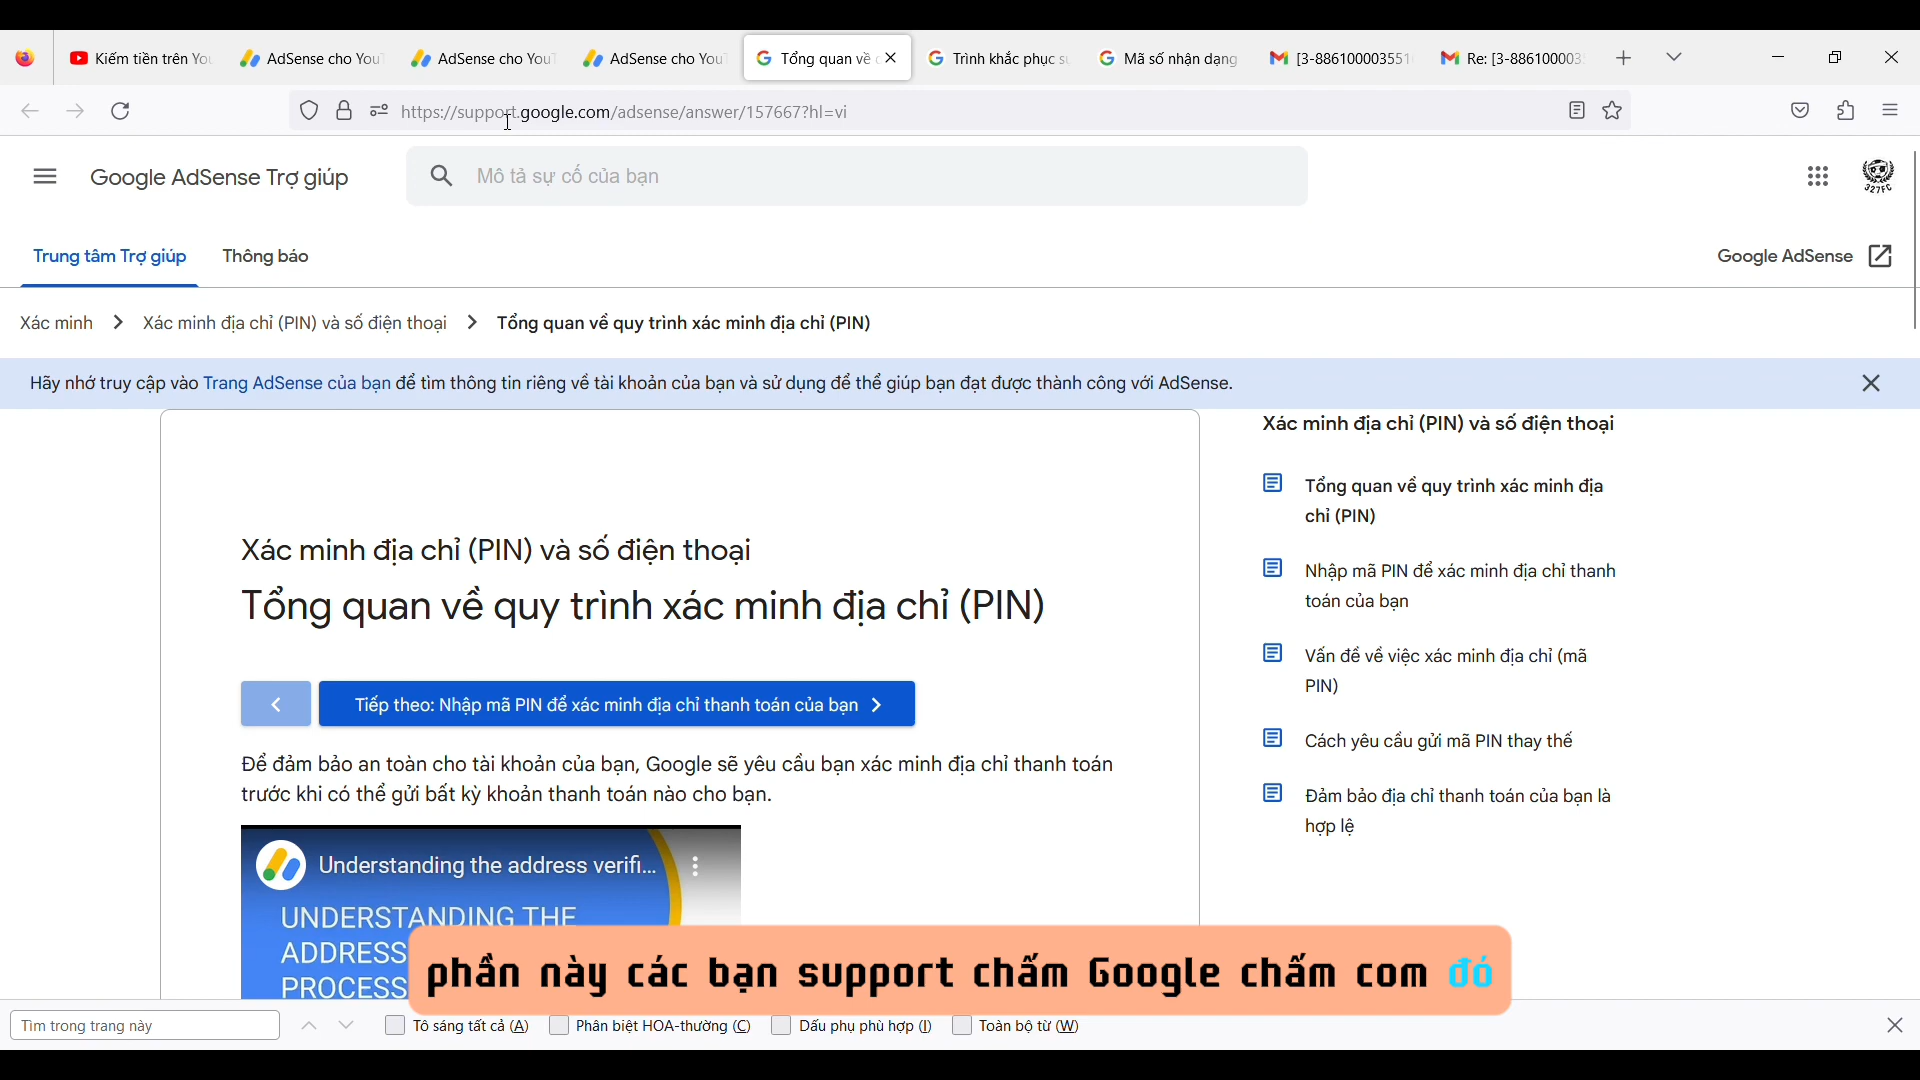 Kiếm tiền trên You
AdSense cho YouT
AdSense cho YouT
AdSense cho YouT
Tổng quan về
Trình khắc phục sự
Mã số nhận dạng
[3-8861000035510
Re: [3-886100003
https://support.google.com/adsense/answer/157667?hl=vi
Google AdSense Trợ giúp
Mô tả sự cố của bạn
327FC
Trung tâm Trợ giúp
Thông báo
Google AdSense
Xác minh > Xác minh địa chỉ (PIN) và số điện thoại > Tổng quan về quy trình xác minh địa chỉ (PIN)
Hãy nhớ truy cập vào Trang AdSense của bạn để tìm thông tin riêng về tài khoản của bạn và sử dụng để thể giúp bạn đạt được thành công với AdSense.
Xác minh địa chỉ (PIN) và số điện thoại
Tổng quan về quy trình xác minh địa chỉ (PIN)
Tiếp theo: Nhập mã PIN để xác minh địa chỉ thanh toán của bạn
Để đảm bảo an toàn cho tài khoản của bạn, Google sẽ yêu cầu bạn xác minh địa chỉ thanh toán
trước khi có thể gửi bất kỳ khoản thanh toán nào cho bạn.
Understanding the address verifi...
UNDERSTANDING THE
ADDRESS
PROCESS
Xác minh địa chỉ (PIN) và số điện thoại
Tổng quan về quy trình xác minh địa
chỉ (PIN)
Nhập mã PIN để xác minh địa chỉ thanh
toán của bạn
Vấn đề về việc xác minh địa chỉ (mã
PIN)
Cách yêu cầu gửi mã PIN thay thế
Đảm bảo địa chỉ thanh toán của bạn là
hợp lệ
phần này các bạn support chấm Google chấm com đó
Tìm trong trang này
Tô sáng tất cả (A)
Phân biệt HOA-thường (C)
Dấu phụ phù hợp (I)
Toàn bộ từ (W)